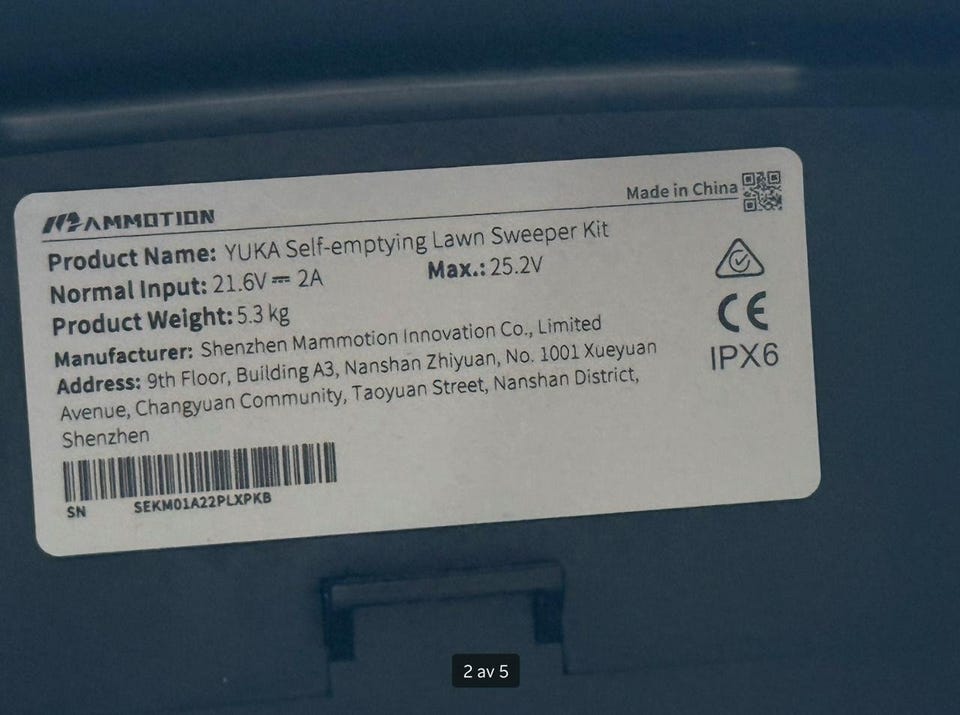 MAMMOTION
Made in China
Product Name: YUKA Self-emptying Lawn Sweeper Kit
Normal Input: 21.6V⎓ 2A Max.: 25.2V
Product Weight: 5.3 kg
Manufacturer: Shenzhen Mammotion Innovation Co., Limited
Address: 9th Floor, Building A3, Nanshan Zhiyuan, No. 1001 Xueyuan
Avenue, Changyuan Community, Taoyuan Street, Nanshan District,
Shenzhen
CE
IPX6
SN SEKM01A22PLXPKB
2 av 5